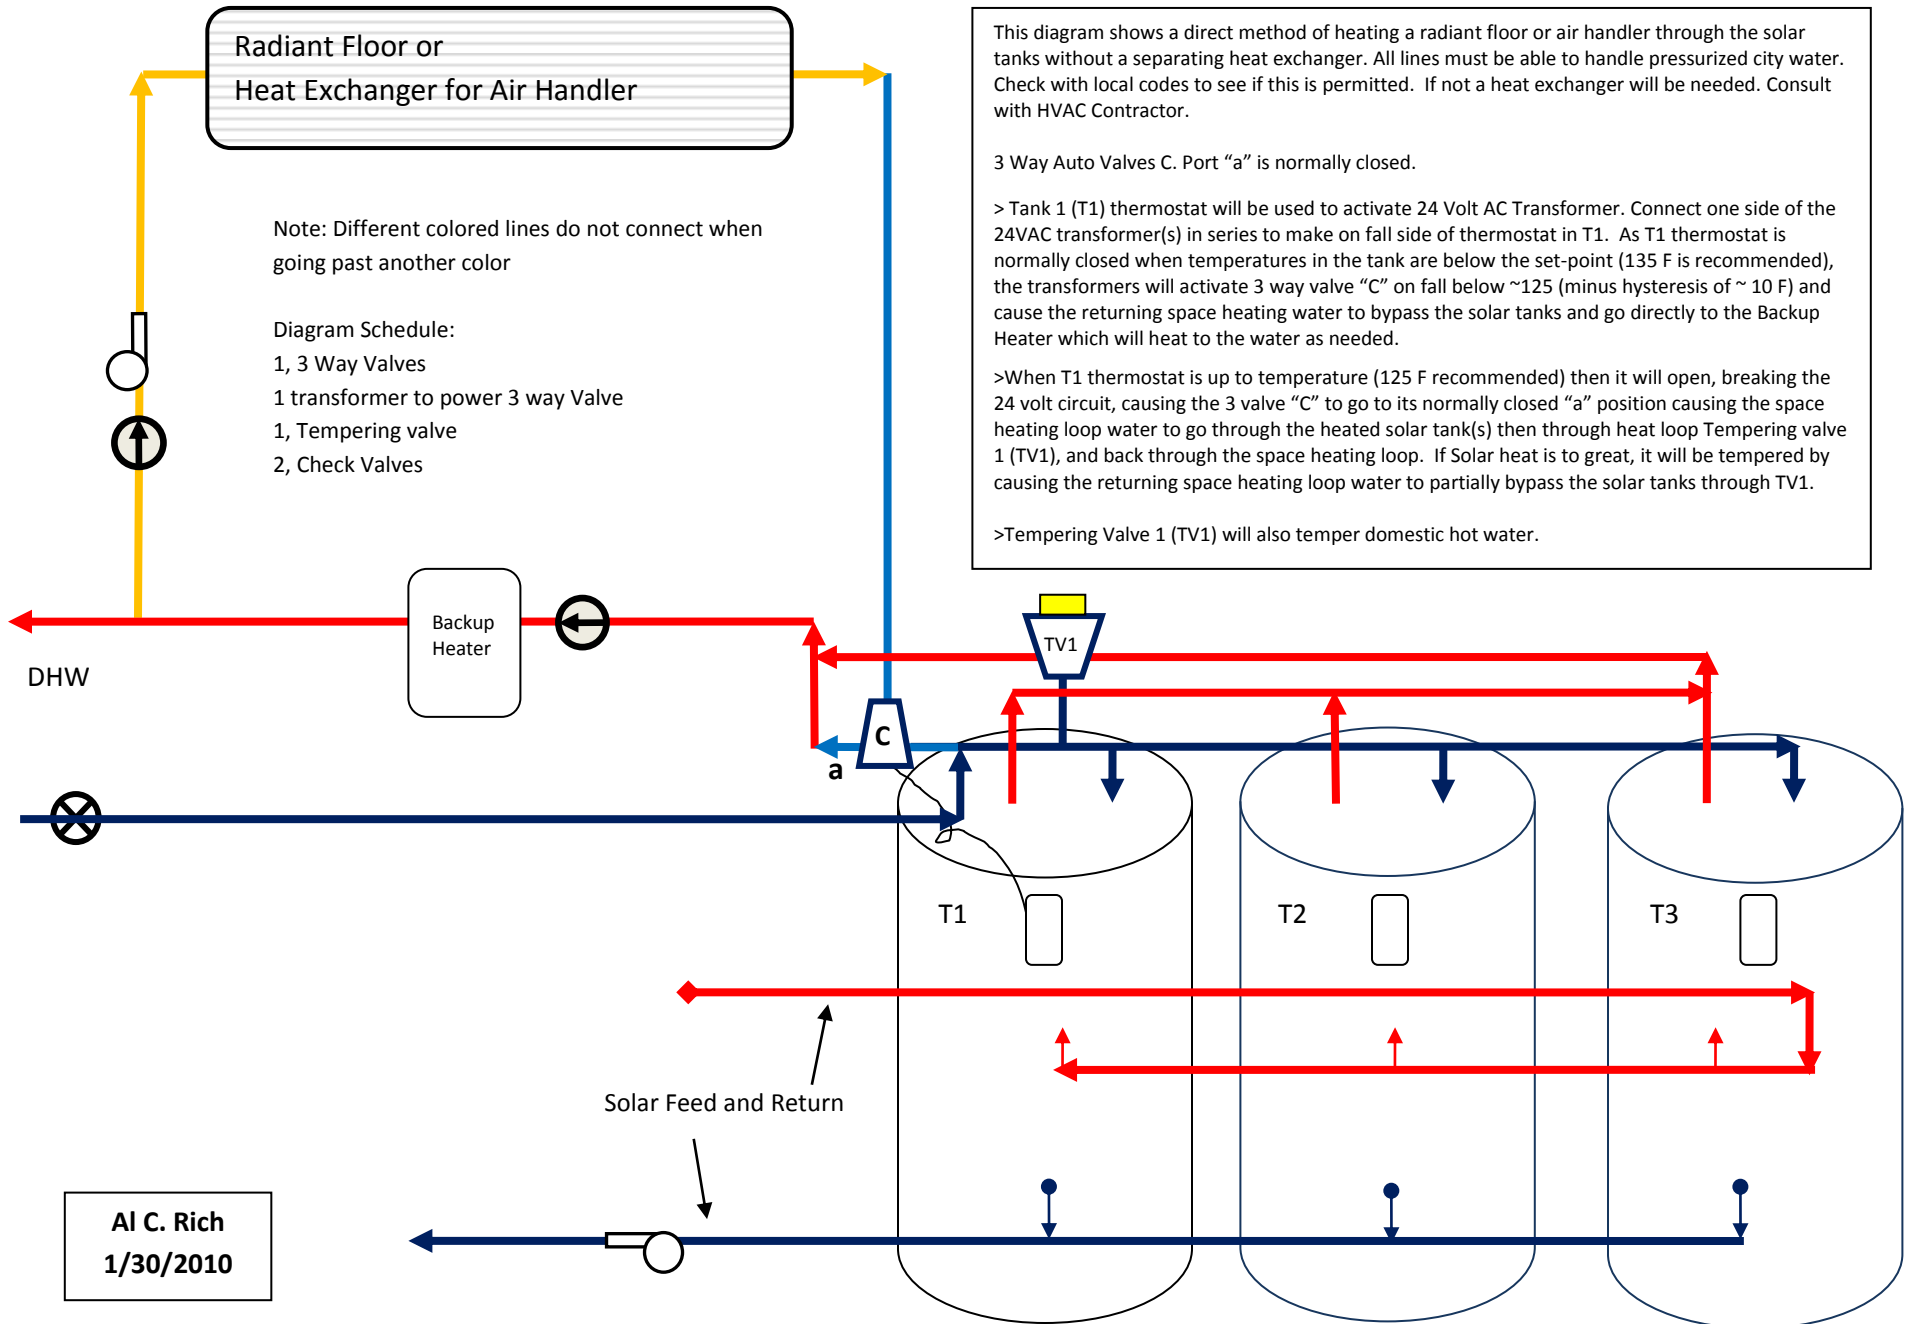 Radiant Floor or
Heat Exchanger for Air Handler
This diagram shows a direct method of heating a radiant floor or air handler through the solar
tanks without a separating heat exchanger. All lines must be able to handle pressurized city water.
Check with local codes to see if this is permitted.  If not a heat exchanger will be needed. Consult
with HVAC Contractor.
3 Way Auto Valves C. Port “a” is normally closed.
> Tank 1 (T1) thermostat will be used to activate 24 Volt AC Transformer. Connect one side of the
24VAC transformer(s) in series to make on fall side of thermostat in T1.  As T1 thermostat is
normally closed when temperatures in the tank are below the set-point (135 F is recommended),
the transformers will activate 3 way valve “C” on fall below ~125 (minus hysteresis of ~ 10 F) and
cause the returning space heating water to bypass the solar tanks and go directly to the Backup
Heater which will heat to the water as needed.
>When T1 thermostat is up to temperature (125 F recommended) then it will open, breaking the
24 volt circuit, causing the 3 valve “C” to go to its normally closed “a” position causing the space
heating loop water to go through the heated solar tank(s) then through heat loop Tempering valve
1 (TV1), and back through the space heating loop.  If Solar heat is to great, it will be tempered by
causing the returning space heating loop water to partially bypass the solar tanks through TV1.
>Tempering Valve 1 (TV1) will also temper domestic hot water.
Note: Different colored lines do not connect when
going past another color
Diagram Schedule:
1, 3 Way Valves
1 transformer to power 3 way Valve
1, Tempering valve
2, Check Valves
Backup
Heater
TV1
DHW
C
a
T1
T2
T3
Solar Feed and Return
Al C. Rich
1/30/2010